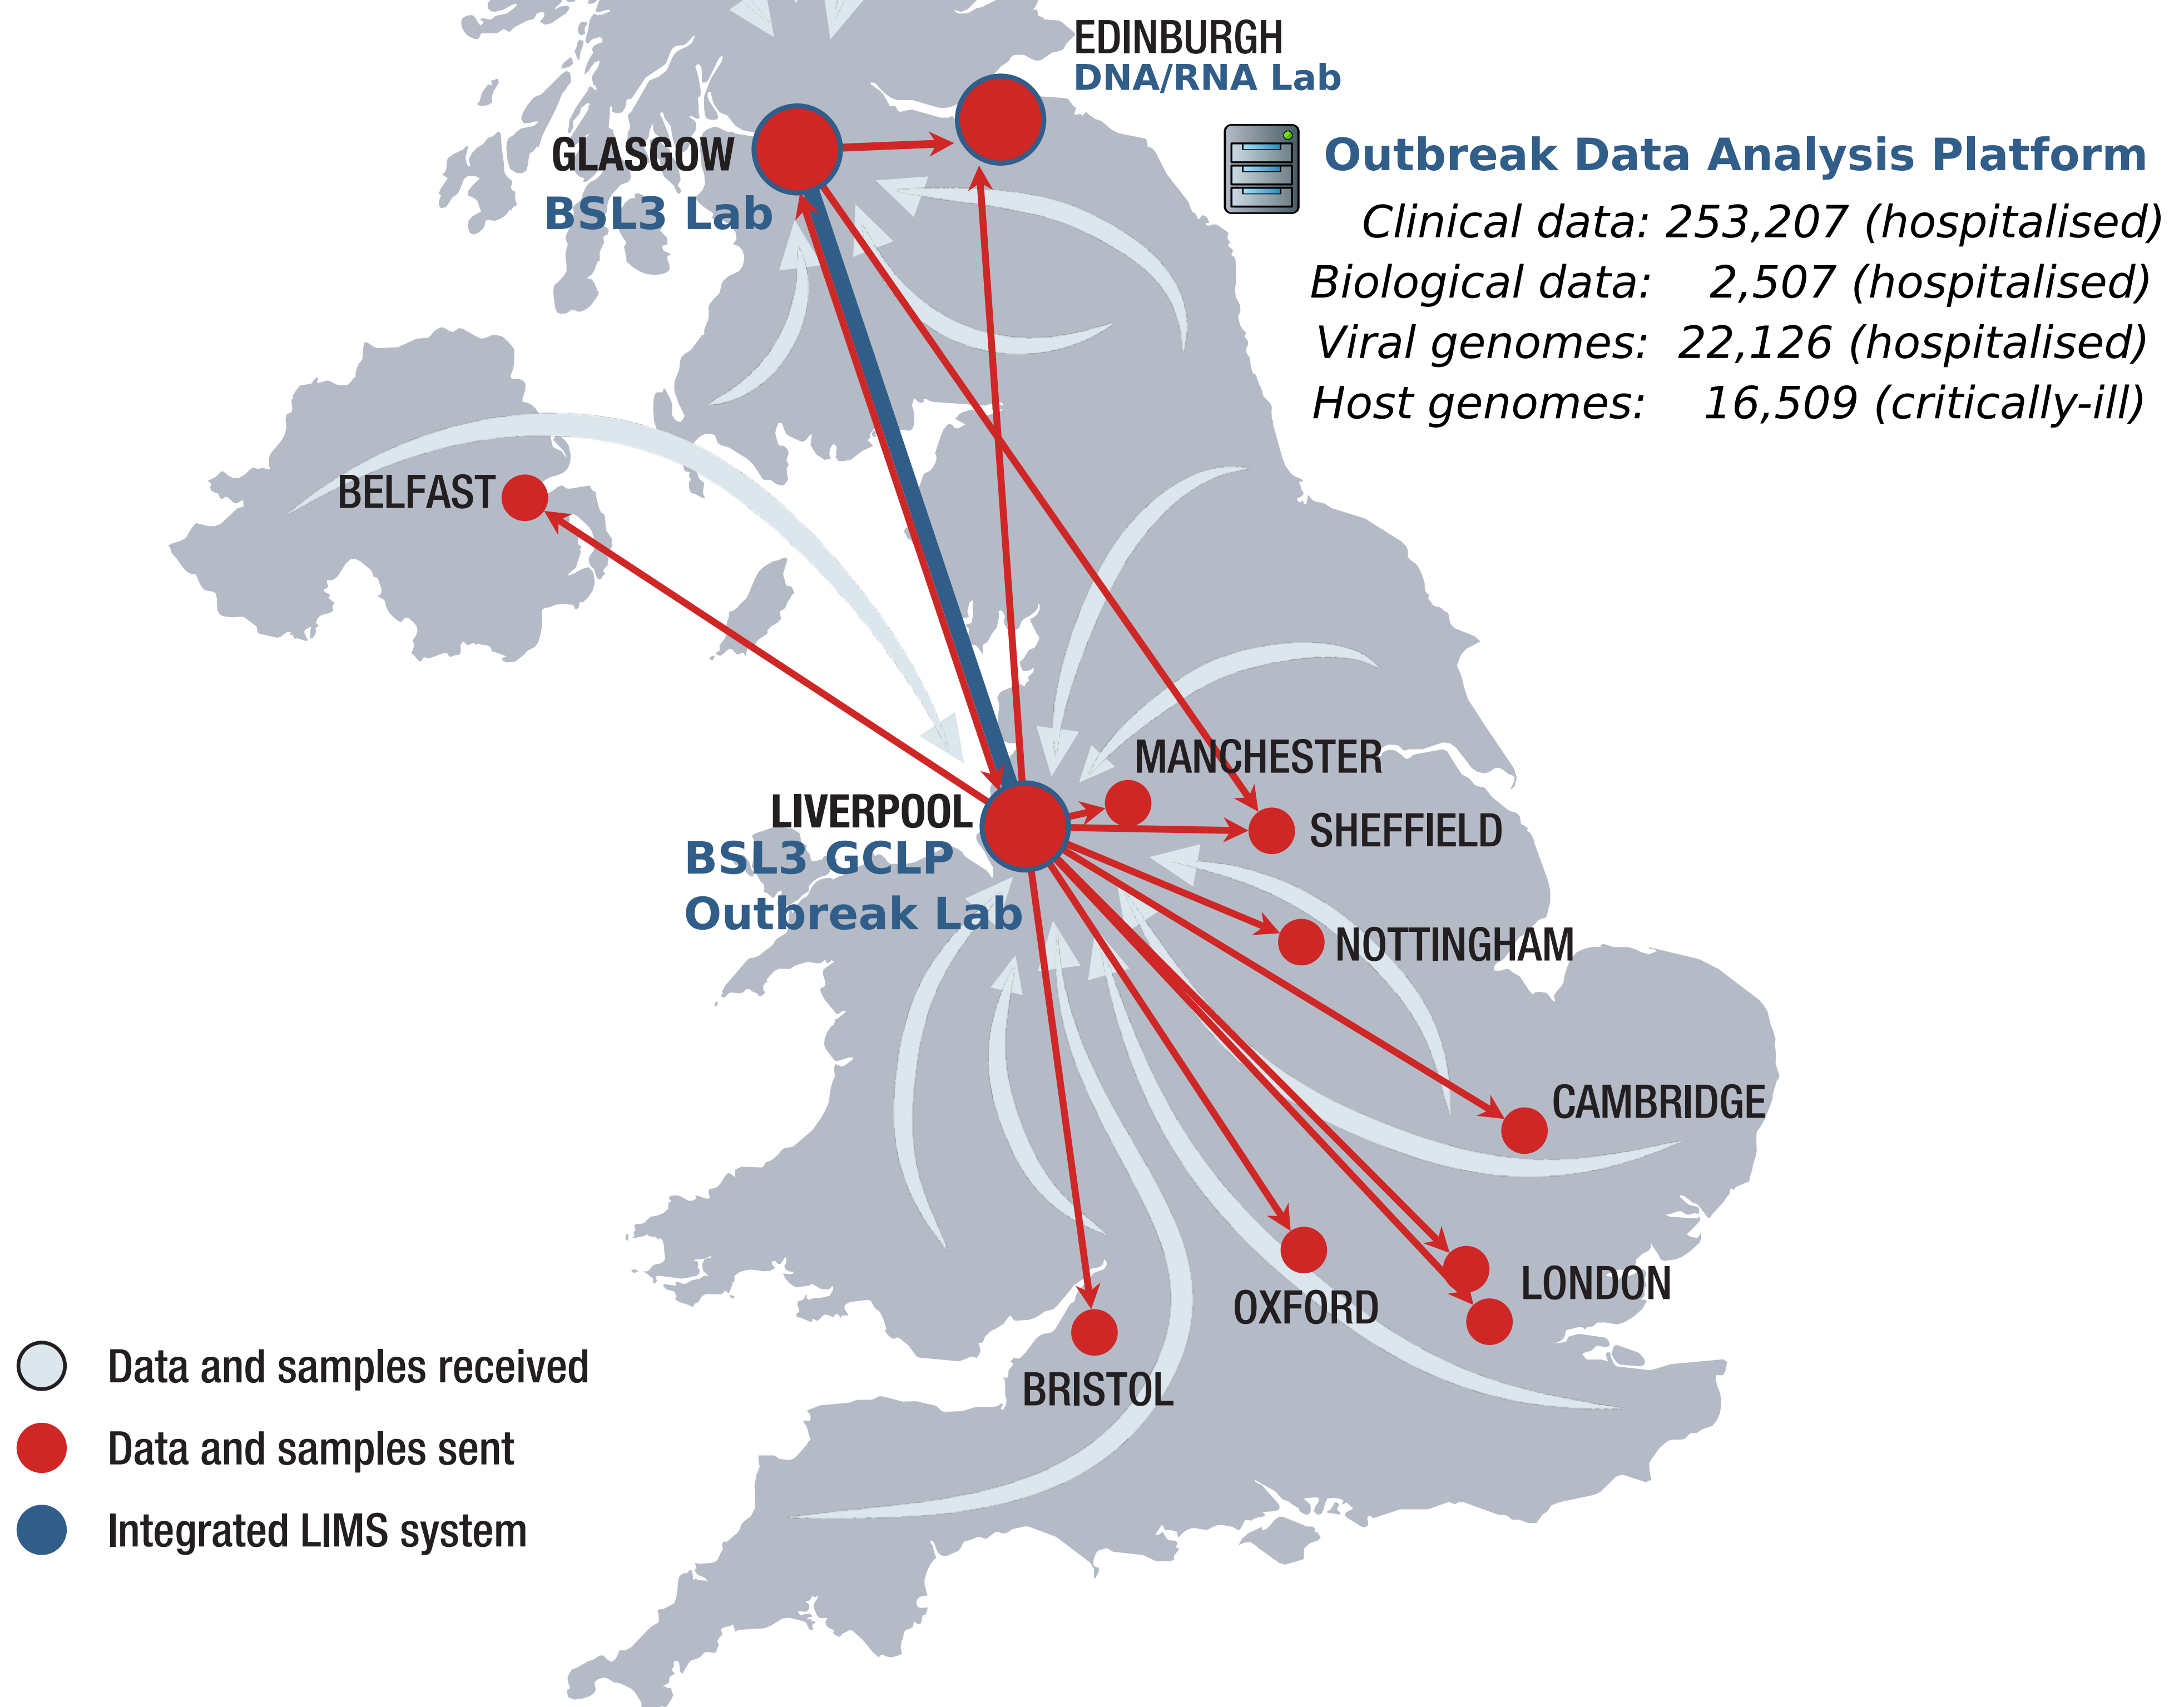 EDINBURGH
DNA/RNA Lab
GLASGOW
BSL3 Lab
Outbreak Data Analysis Platform
Clinical data: 253,207 (hospitalised)
Biological data: 2,507 (hospitalised)
Viral genomes: 22,126 (hospitalised)
Host genomes: 16,509 (critically-ill)
BELFAST
MANCHESTER
LIVERPOOL
BSL3 GCLP
Outbreak Lab
SHEFFIELD
NOTTINGHAM
CAMBRIDGE
LONDON
OXFORD
BRISTOL
Data and samples received
Data and samples sent
Integrated LIMS system